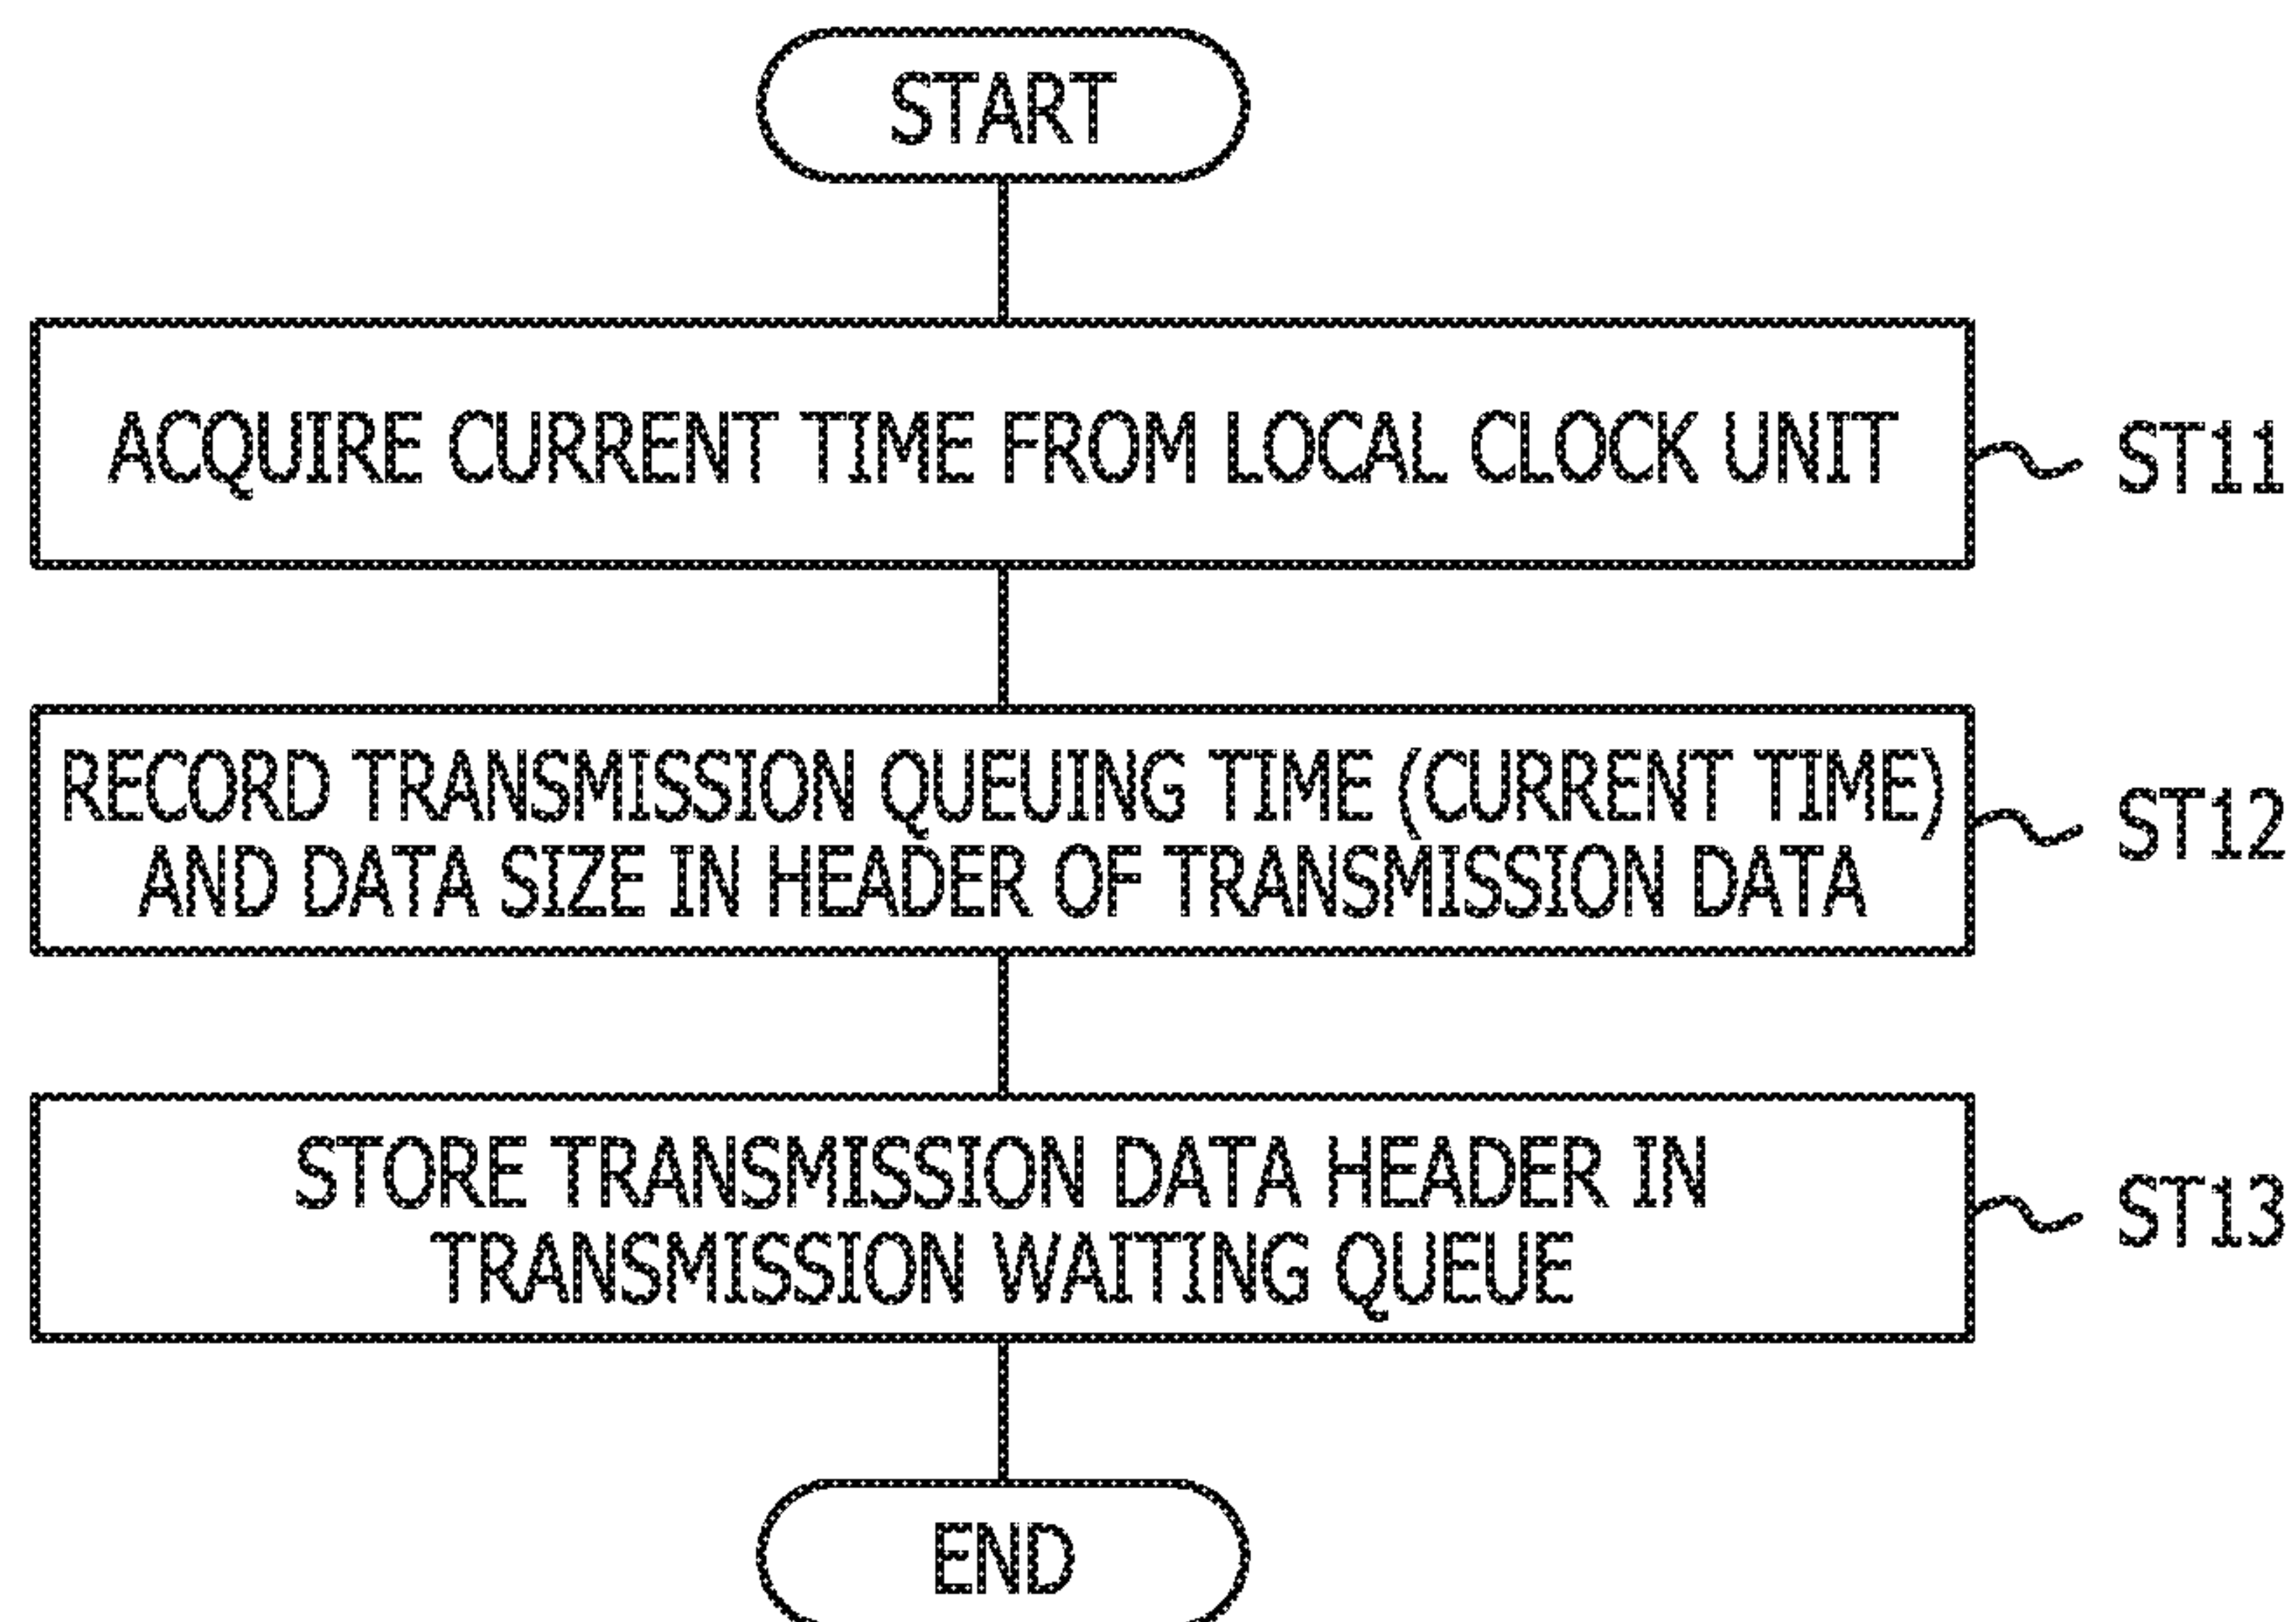 START
ACQUIRE CURRENT TIME FROM LOCAL CLOCK UNIT
ST11
RECORD TRANSMISSION QUEUING TIME (CURRENT TIME)
AND DATA SIZE IN HEADER OF TRANSMISSION DATA
ST12
STORE TRANSMISSION DATA HEADER IN
TRANSMISSION WAITING QUEUE
ST13
END